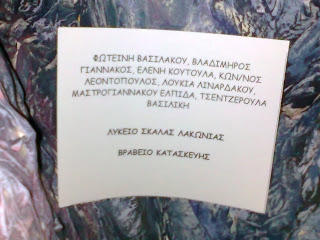 ΦΩΤΕΙΝΗ ΒΑΣΙΛΑΚΟΥ, ΒΛΑΔΙΜΗΡΟΣ
ΓΙΑΝΝΑΚΟΣ, ΕΛΕΝΗ ΚΟΥΤΟΥΛΑ, ΚΩΝ/ΝΟΣ
ΛΕΟΝΤΟΠΟΥΛΟΣ, ΛΟΥΚΙΑ ΛΙΝΑΡΔΑΚΟΥ,
ΜΑΣΤΡΟΓΙΑΝΝΑΚΟΥ ΕΛΠΙΔΑ, ΤΣΕΝΤΖΕΡΟΥΛΑ
ΒΑΣΙΛΙΚΗ
ΛΥΚΕΙΟ ΣΚΑΛΑΣ ΛΑΚΩΝΙΑΣ
ΒΡΑΒΕΙΟ ΚΑΤΑΣΚΕΥΗΣ